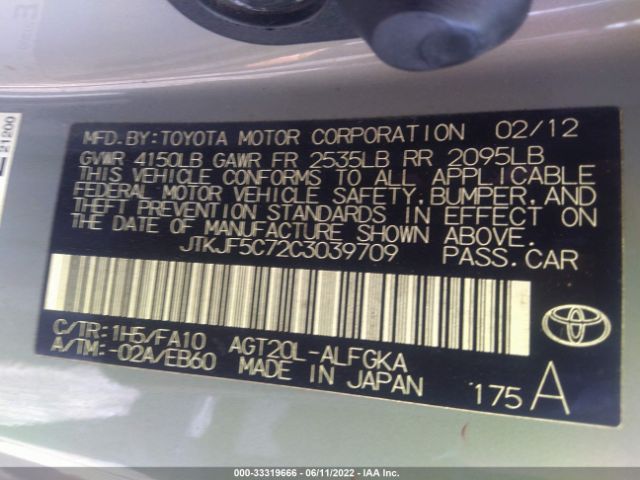 21200
MFD.BY:TOYOTA MOTOR CORPORATION 02/12
GVWR 4150LB GAWR FR 2535LB RR 2095LB
THIS VEHICLE CONFORMS TO ALL APPLICABLE
FEDERAL MOTOR VEHICLE SAFETY,BUMPER,AND
THEFT PREVENTION STANDARDS IN EFFECT ON
THE DATE OF MANUFACTURE SHOWN ABOVE.
JTKJF5C72C3039709 PASS.CAR
C/TR:1H5/FA10 AGT20L-ALFGKA
A/TM:-02A/EB60 MADE IN JAPAN
175A
000-33319666 - 06/11/2022 - IAA Inc.